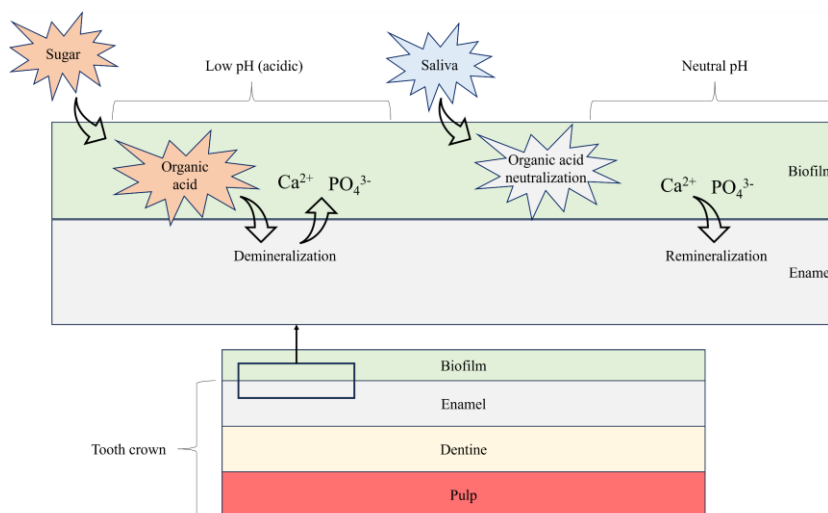 Sugar
Low pH (acidic)
Saliva
Neutral pH
Organic
acid
Ca²⁺ PO₄³⁻
Organic acid
neutralization
Ca²⁺ PO₄³⁻
Biofilm
Demineralization
Remineralization
Enamel
Biofilm
Enamel
Tooth crown
Dentine
Pulp